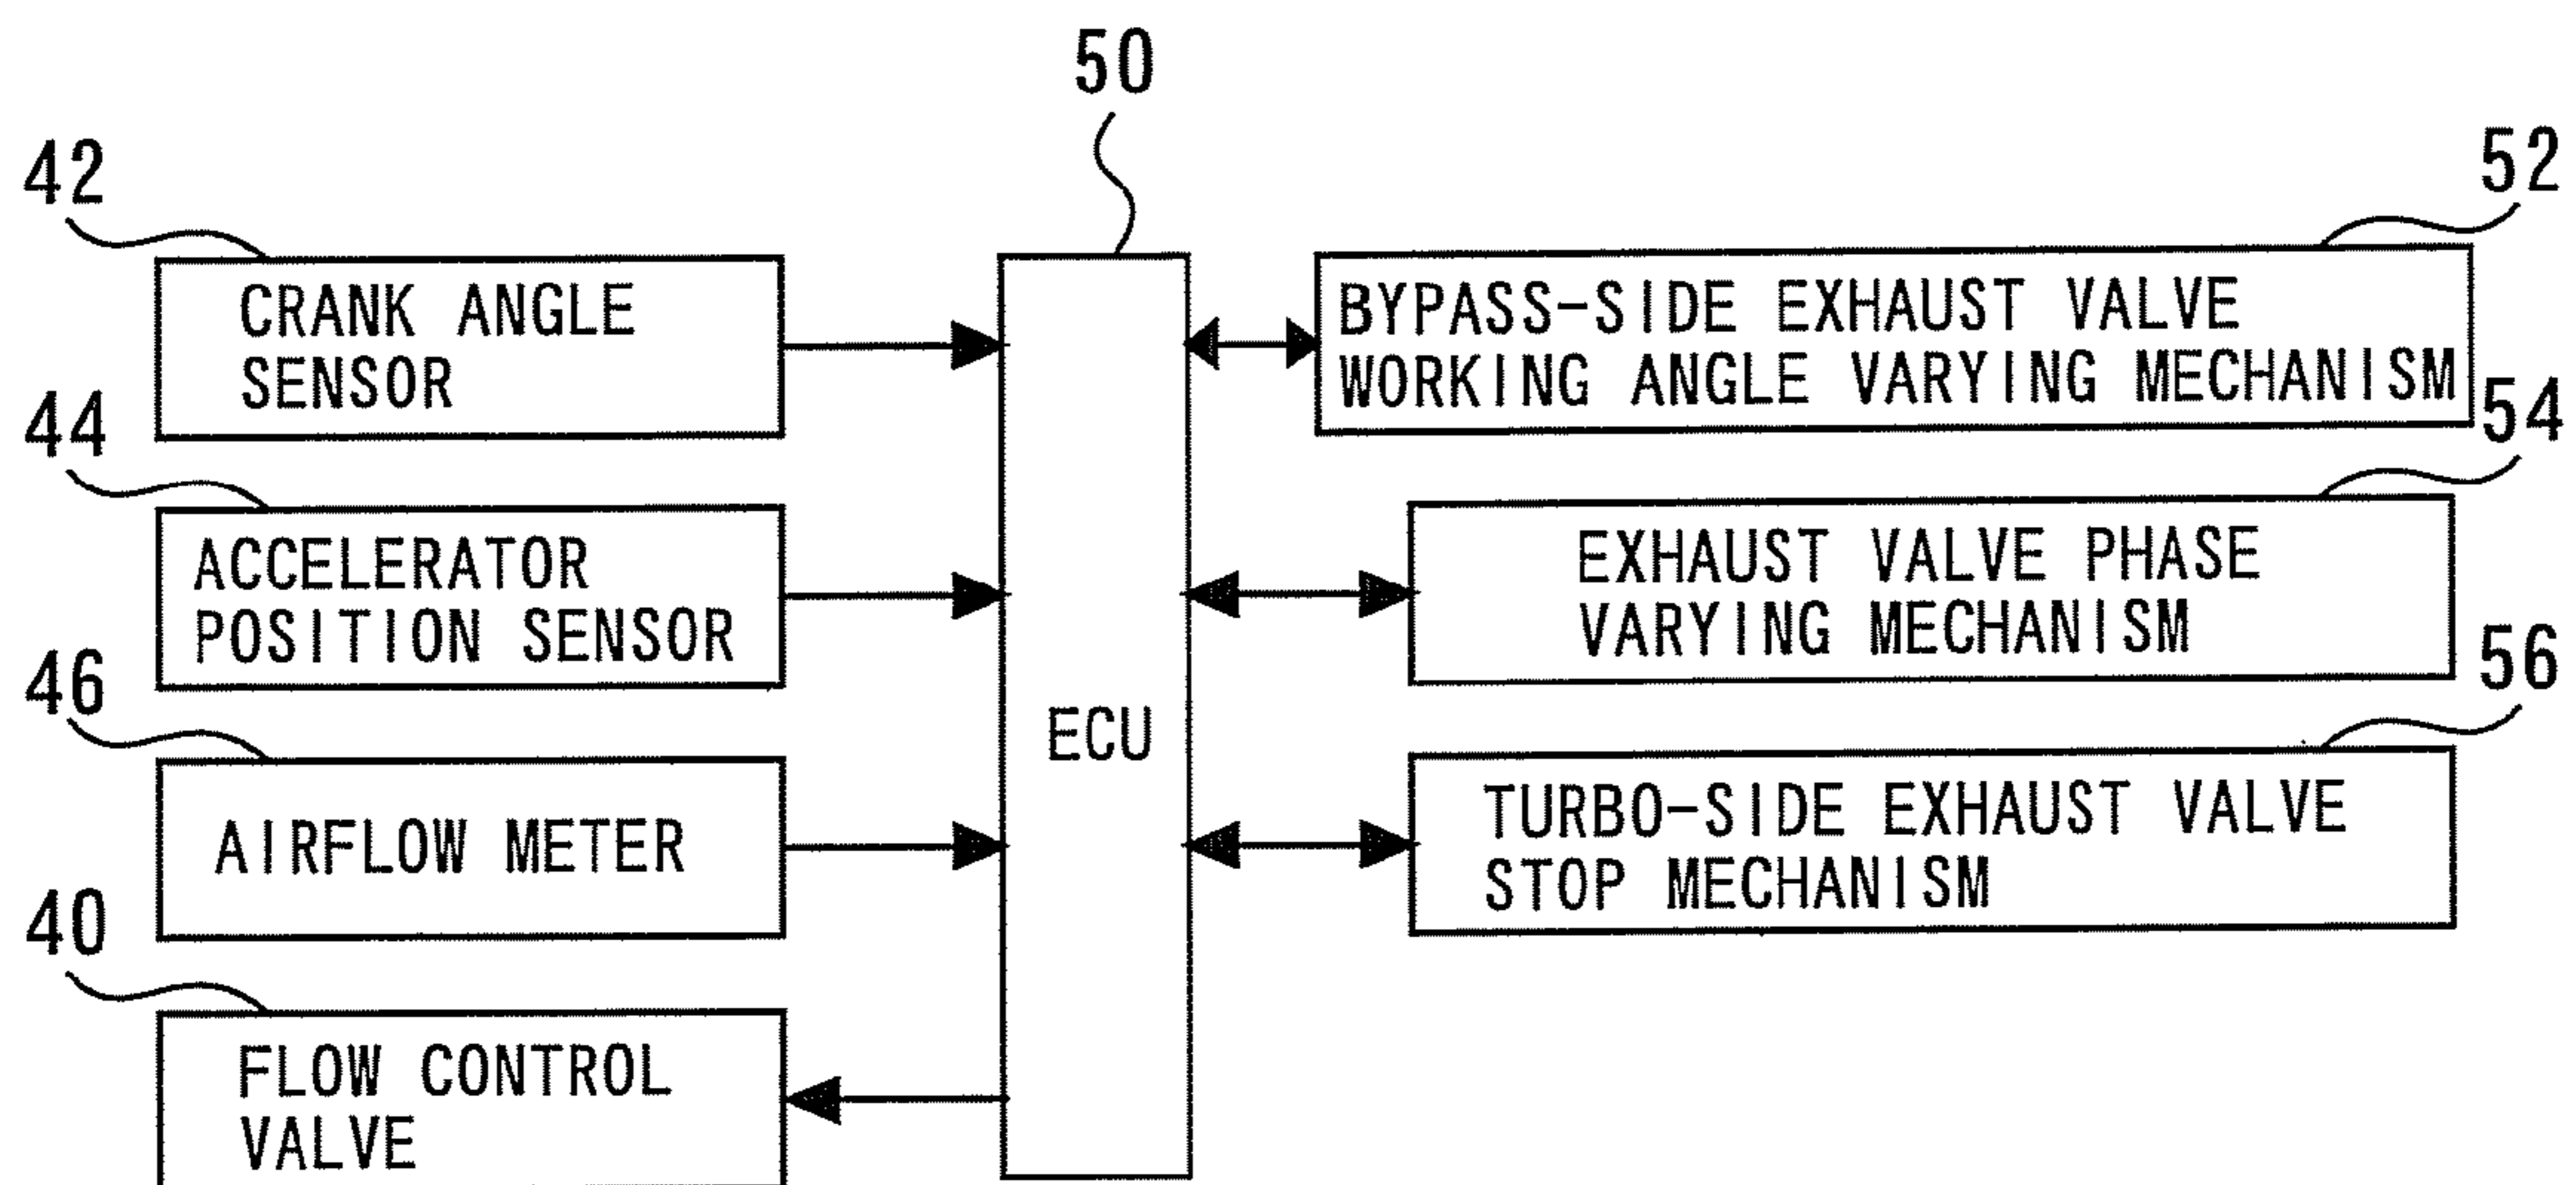 50
42
CRANK ANGLE
SENSOR
44
ACCELERATOR
POSITION SENSOR
46
AIRFLOW METER
40
FLOW CONTROL
VALVE
ECU
52
BYPASS-SIDE EXHAUST VALVE
WORKING ANGLE VARYING MECHANISM
54
EXHAUST VALVE PHASE
VARYING MECHANISM
56
TURBO-SIDE EXHAUST VALVE
STOP MECHANISM